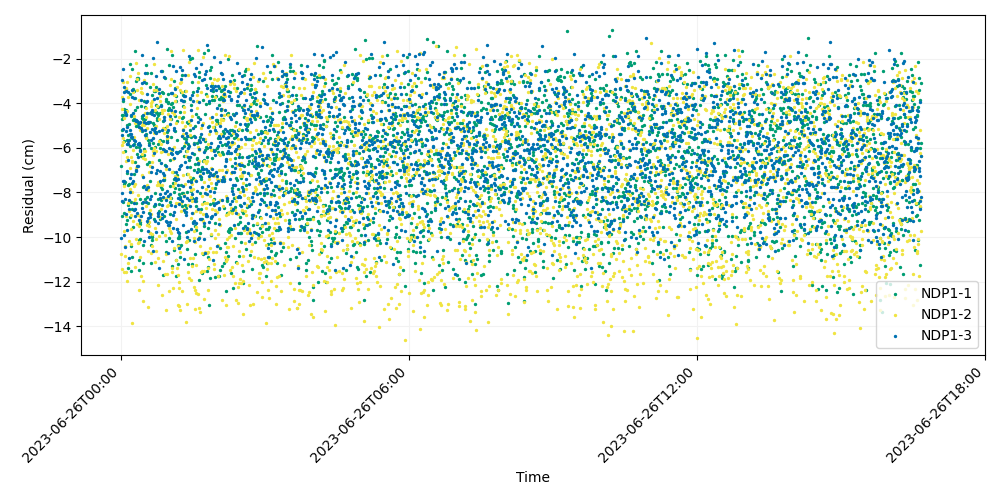 −2
−4
−6
−8
−10
−12
−14
Residual (cm)
NDP1-1
NDP1-2
NDP1-3
2023-06-26T00:00
2023-06-26T06:00
2023-06-26T12:00
2023-06-26T18:00
Time